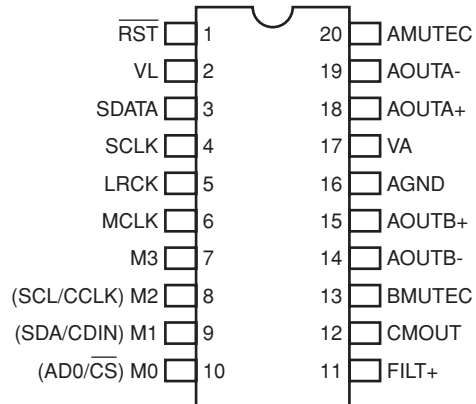 R̅S̅T̅ 1 20 AMUTEC
VL 2 19 AOUTA-
SDATA 3 18 AOUTA+
SCLK 4 17 VA
LRCK 5 16 AGND
MCLK 6 15 AOUTB+
M3 7 14 AOUTB-
(SCL/CCLK) M2 8 13 BMUTEC
(SDA/CDIN) M1 9 12 CMOUT
(AD0/C̅S̅) M0 10 11 FILT+